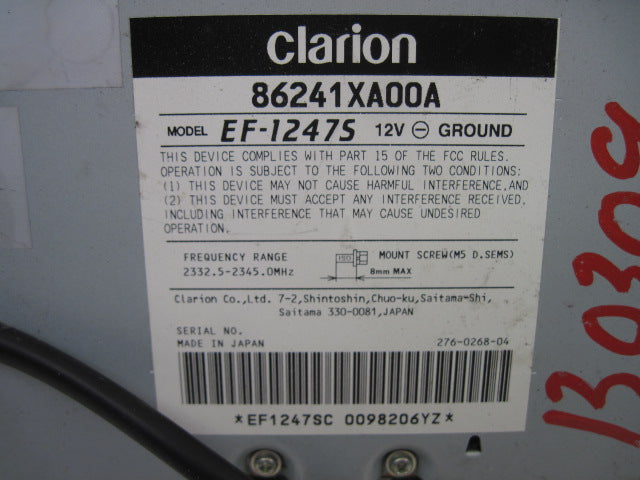 clarion
86241XA00A
MODEL EF-1247S 12V ⊖ GROUND
THIS DEVICE COMPLIES WITH PART 15 OF THE FCC RULES.
OPERATION IS SUBJECT TO THE FOLLOWING TWO CONDITIONS:
(1) THIS DEVICE MAY NOT CAUSE HARMFUL INTERFERENCE,AND
(2) THIS DEVICE MUST ACCEPT ANY INTERFERENCE RECEIVED,
INCLUDING INTERFERENCE THAT MAY CAUSE UNDESIRED
OPERATION.
FREQUENCY RANGE
2332.5-2345.0MHz
ISO
MOUNT SCREW(M5 D.SEMS)
8mm MAX
Clarion Co.,Ltd. 7-2,Shintoshin,Chuo-ku,Saitama-Shi,
Saitama 330-0081,JAPAN
SERIAL NO.
MADE IN JAPAN 276-0268-04
*EF1247SC 0098206YZ*